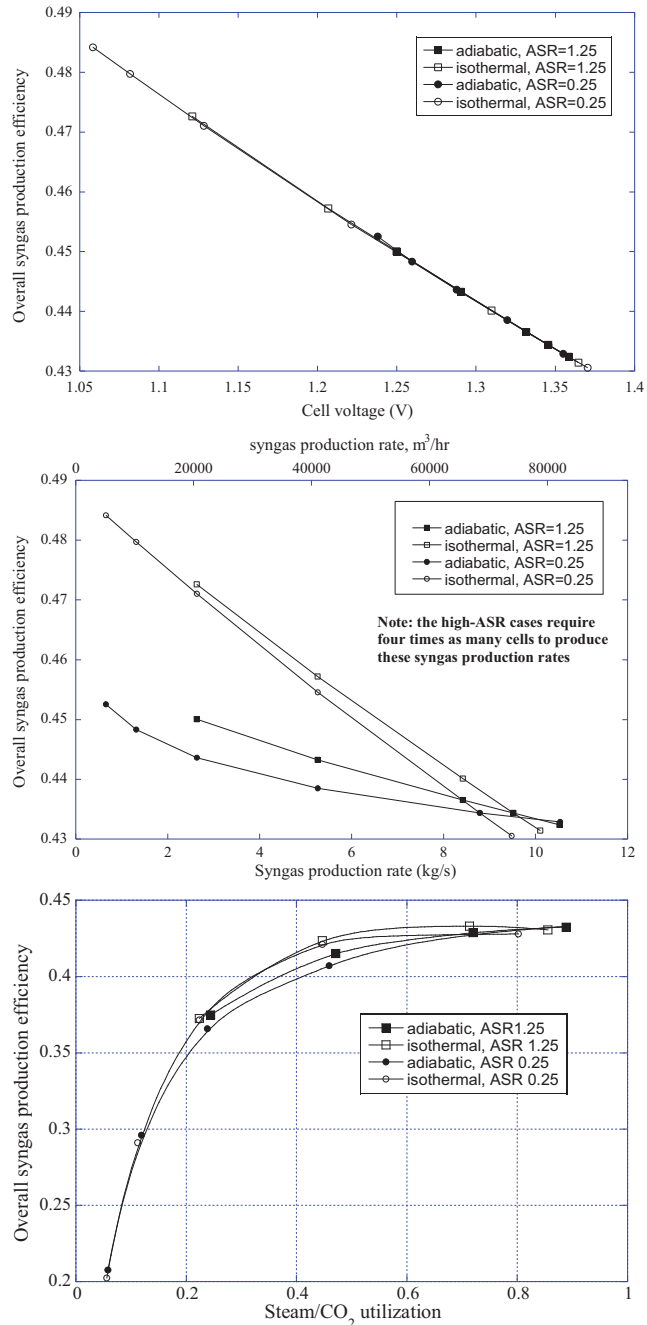 0.49
0.48
0.47
0.46
0.45
0.44
0.43
Overall syngas production efficiency
adiabatic, ASR=1.25
isothermal, ASR=1.25
adiabatic, ASR=0.25
isothermal, ASR=0.25
1.05 1.1 1.15 1.2 1.25 1.3 1.35 1.4
Cell voltage (V)
syngas production rate, m³/hr
0 20000 40000 60000 80000
0.49
0.48
0.47
0.46
0.45
0.44
0.43
Overall syngas production efficiency
adiabatic, ASR=1.25
isothermal, ASR=1.25
adiabatic, ASR=0.25
isothermal, ASR=0.25
Note: the high-ASR cases require
four times as many cells to produce
these syngas production rates
0 2 4 6 8 10 12
Syngas production rate (kg/s)
0.45
0.4
0.35
0.3
0.25
0.2
Overall syngas production efficiency
adiabatic, ASR1.25
isothermal, ASR 1.25
adiabatic, ASR 0.25
isothermal, ASR 0.25
0 0.2 0.4 0.6 0.8 1
Steam/CO₂ utilization